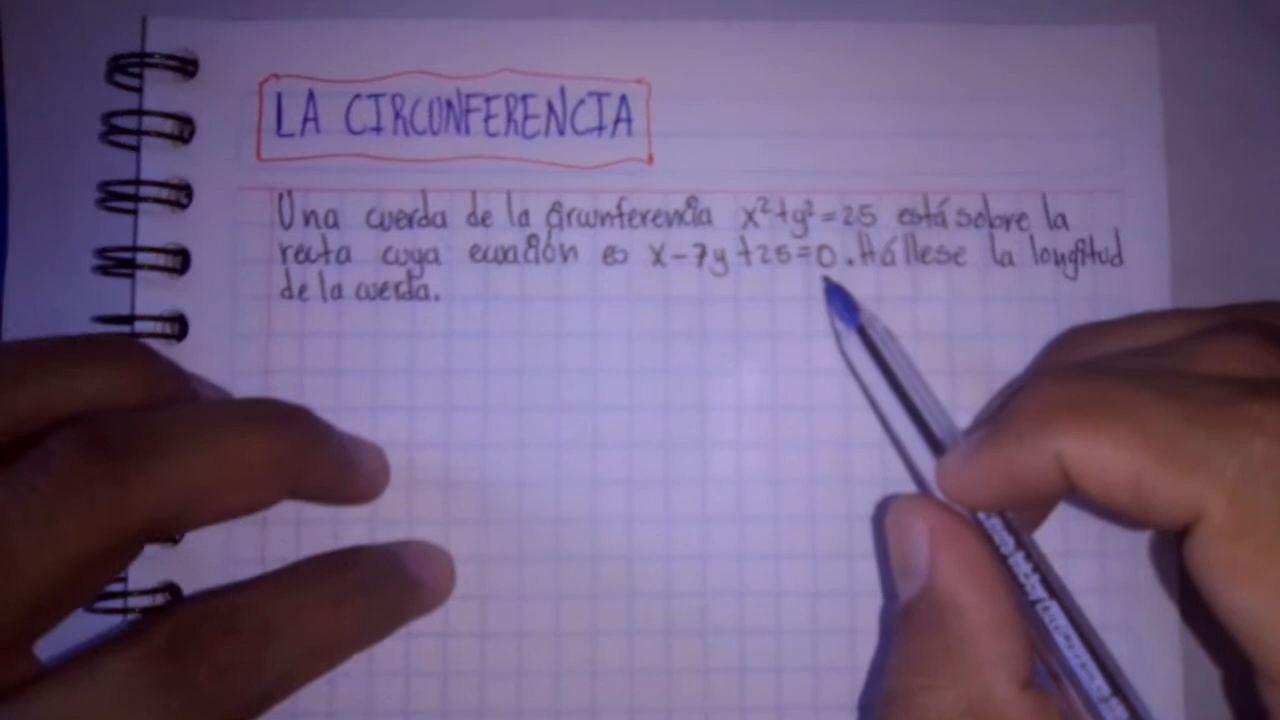 LA CIRCUNFERENCIA
Una cuerda de la circunferencia x²+y²=25 está sobre la
recta cuya ecuación es x-7y+25=0. Hállese la longitud
de la cuerda.